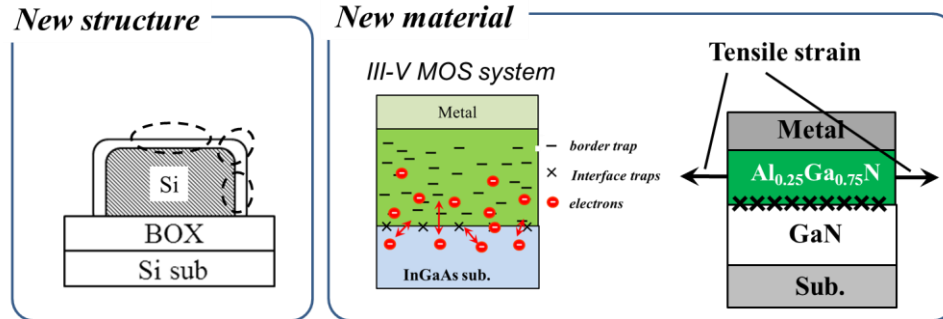 New structure
Si
BOX
Si sub
New material
III-V MOS system
Metal
border trap
Interface traps
electrons
InGaAs sub.
Tensile strain
Metal
Al0.25Ga0.75N
GaN
Sub.